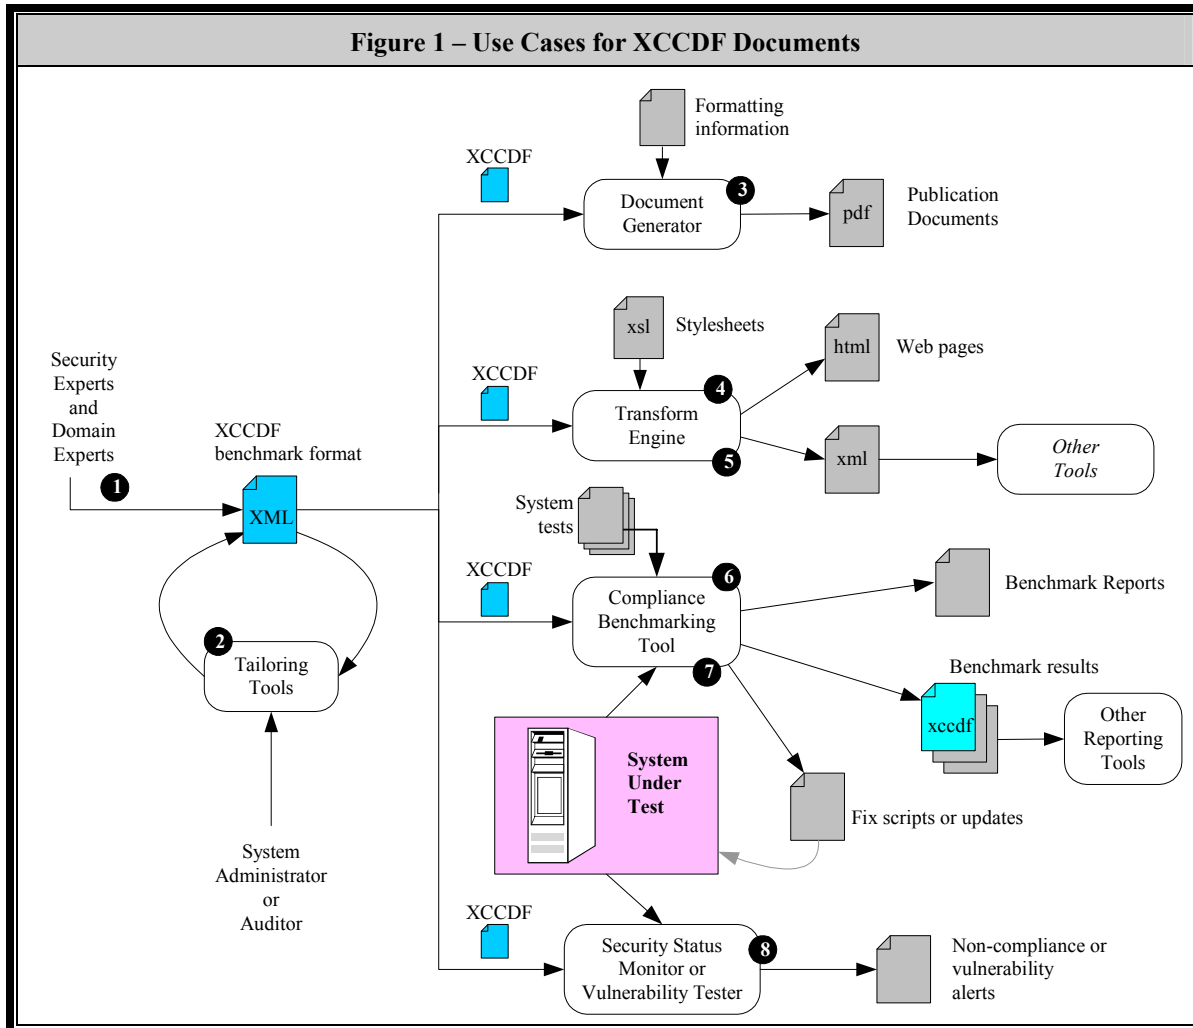 Figure 1 – Use Cases for XCCDF Documents
Formatting
information
XCCDF
Document
Generator
3
pdf
Publication
Documents
xsl
Stylesheets
html
Web pages
XCCDF
4
Transform
Engine
5
xml
Other
Tools
Security
Experts
and
Domain
Experts
1
XCCDF
benchmark format
XML
System
tests
XCCDF
6
Compliance
Benchmarking
Tool
7
Benchmark Reports
Benchmark results
xccdf
Other
Reporting
Tools
2
Tailoring
Tools
System
Under
Test
Fix scripts or updates
System
Administrator
or
Auditor
XCCDF
Security Status
Monitor or
Vulnerability Tester
8
Non-compliance or
vulnerability
alerts